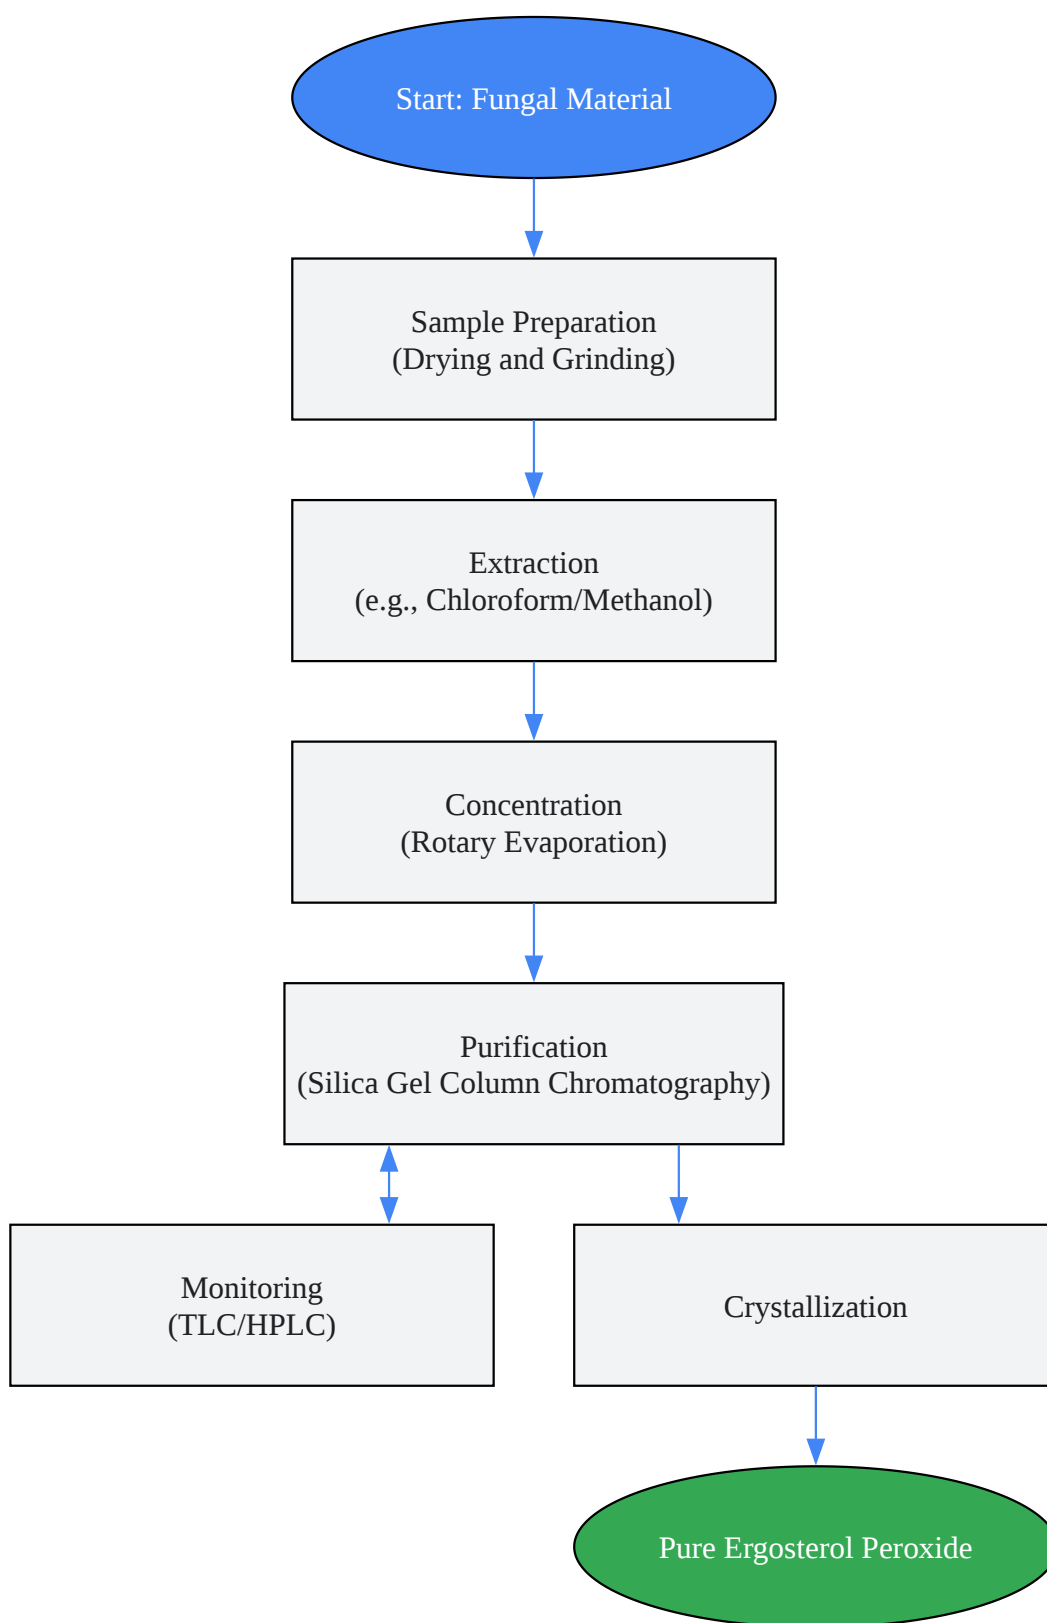 Start: Fungal Material
Sample Preparation
(Drying and Grinding)
Extraction
(e.g., Chloroform/Methanol)
Concentration
(Rotary Evaporation)
Purification
(Silica Gel Column Chromatography)
Monitoring
(TLC/HPLC)
Crystallization
Pure Ergosterol Peroxide